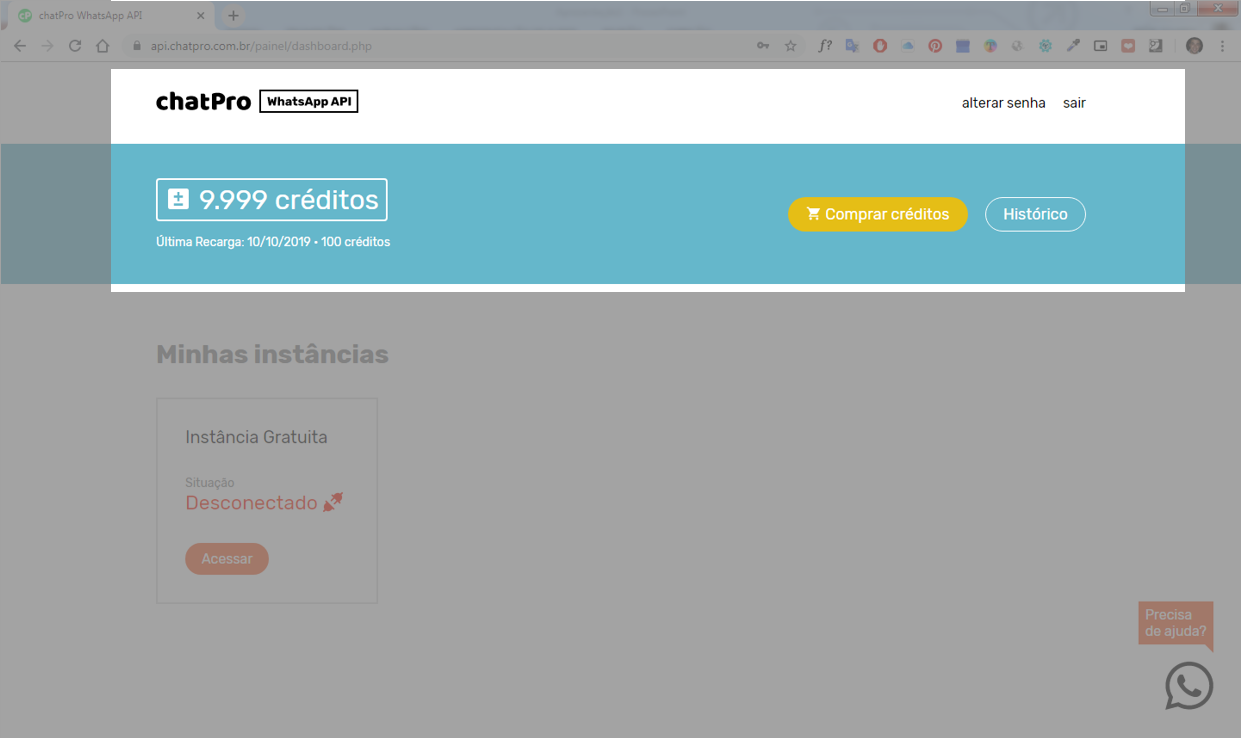 chatPro WhatsApp API
api.chatpro.com.br/painel/dashboard.php
f?
chatPro WhatsApp API
alterar senha sair
9.999 créditos
Última Recarga: 10/10/2019 • 100 créditos
Comprar créditos Histórico
Minhas instâncias
Instância Gratuita
Situação
Desconectado
Acessar
Precisa
de ajuda?